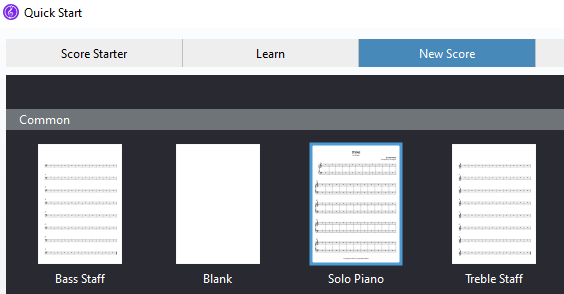 Quick Start
Score Starter
Learn
New Score
Common
Bass Staff
Blank
Solo Piano
Treble Staff